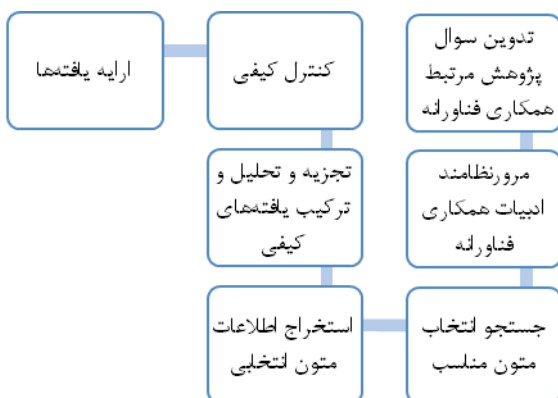 تدوین سوال
پژوهش مرتبط
همکاری فناورانه
مرورنظامند
ادبیات همکاری
فناورانه
جستجو انتخاب
متون مناسب
استخراج اطلاعات
متون انتخابی
تجزیه و تحلیل و
ترکیب یافته‌های
کیفی
کنترل کیفی
ارایه یافته‌ها